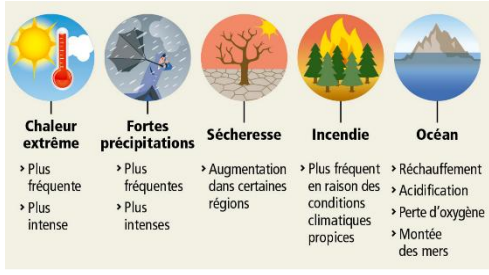 Chaleur
extrême
> Plus
fréquente
> Plus
intense
Fortes
précipitations
> Plus
fréquentes
> Plus
intenses
Sécheresse
> Augmentation
dans certaines
régions
Incendie
> Plus fréquent
en raison des
conditions
climatiques
propices
Océan
> Réchauffement
> Acidification
> Perte d'oxygène
> Montée
des mers